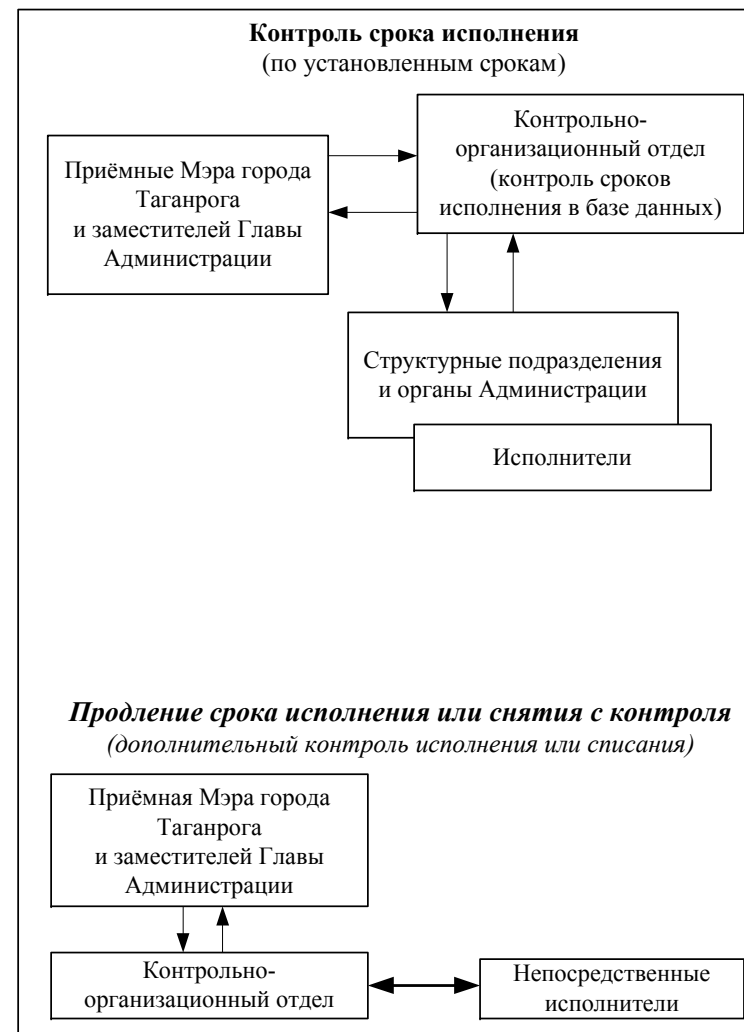 Контроль срока исполнения
(по установленным срокам)
Приёмные Мэра города
Таганрога
и заместителей Главы
Администрации
Контрольно-
организационный отдел
(контроль сроков
исполнения в базе данных)
Структурные подразделения
и органы Администрации
Исполнители
Продление срока исполнения или снятия с контроля
(дополнительный контроль исполнения или списания)
Приёмная Мэра города
Таганрога
и заместителей Главы
Администрации
Контрольно-
организационный отдел
Непосредственные
исполнители